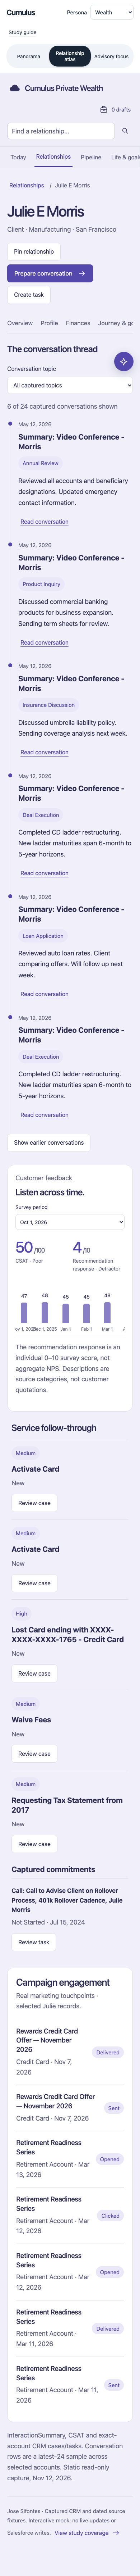 Cumulus
Persona
Wealth
Study guide
Panorama
Relationship atlas
Advisory focus
Cumulus Private Wealth
0 drafts
Find a relationship...
Today
Relationships
Pipeline
Life & goals
Relationships / Julie E Morris
Julie E Morris
Client · Manufacturing · San Francisco
Pin relationship
Prepare conversation →
Create task
Overview
Profile
Finances
Journey & go
The conversation thread
Conversation topic
All captured topics
6 of 24 captured conversations shown
May 12, 2026
Summary: Video Conference -
Morris
Annual Review
Reviewed all accounts and beneficiary
designations. Updated emergency
contact information.
Read conversation
May 12, 2026
Summary: Video Conference -
Morris
Product Inquiry
Discussed commercial banking
products for business expansion.
Sending term sheets for review.
Read conversation
May 12, 2026
Summary: Video Conference -
Morris
Insurance Discussion
Discussed umbrella liability policy.
Sending coverage analysis next week.
Read conversation
May 12, 2026
Summary: Video Conference -
Morris
Deal Execution
Completed CD ladder restructuring.
New ladder maturities span 6-month to
5-year horizons.
Read conversation
May 12, 2026
Summary: Video Conference -
Morris
Loan Application
Reviewed auto loan rates. Client
comparing offers. Will follow up next
week.
Read conversation
May 12, 2026
Summary: Video Conference -
Morris
Deal Execution
Completed CD ladder restructuring.
New ladder maturities span 6-month to
5-year horizons.
Read conversation
Show earlier conversations
Customer feedback
Listen across time.
Survey period
Oct 1, 2026
50 /100
CSAT · Poor
4 /10
Recommendation
response · Detractor
47
48
45
45
48
Dec 1, 2025
Jan 1
Feb 1
Mar 1
The recommendation response is an
individual 0–10 survey score, not
aggregate NPS. Descriptions are
source categories, not customer
quotations.
Service follow-through
Medium
Activate Card
New
Review case
Medium
Activate Card
New
Review case
High
Lost Card ending with XXXX-
XXXX-XXXX-1765 - Credit Card
New
Review case
Medium
Waive Fees
New
Review case
Medium
Requesting Tax Statement from
2017
New
Review case
Captured commitments
Call: Call to Advise Client on Rollover
Process, 401k Rollover Cadence, Julie
Morris
Not Started · Jul 15, 2024
Review task
Campaign engagement
Real marketing touchpoints ·
selected Julie records.
Rewards Credit Card
Offer — November
2026
Credit Card · Nov 7,
2026
Delivered
Rewards Credit Card Offer
— November 2026
Credit Card · Nov 7, 2026
Sent
Retirement Readiness
Series
Retirement Account · Mar
13, 2026
Opened
Retirement Readiness
Series
Retirement Account · Mar
12, 2026
Clicked
Retirement Readiness
Series
Retirement Account · Mar
12, 2026
Opened
Retirement Readiness
Series
Retirement Account ·
Mar 11, 2026
Delivered
Retirement Readiness
Series
Retirement Account · Mar 11,
2026
Sent
InteractionSummary, CSAT and exact-
account CRM cases/tasks. Conversation
rows are a latest-24 sample across
selected accounts. Static read-only
capture, Nov 12, 2026.
Jose Sifontes · Captured CRM and added source
fixtures. Interactive mock; no live updates or
Salesforce writes. View study coverage →